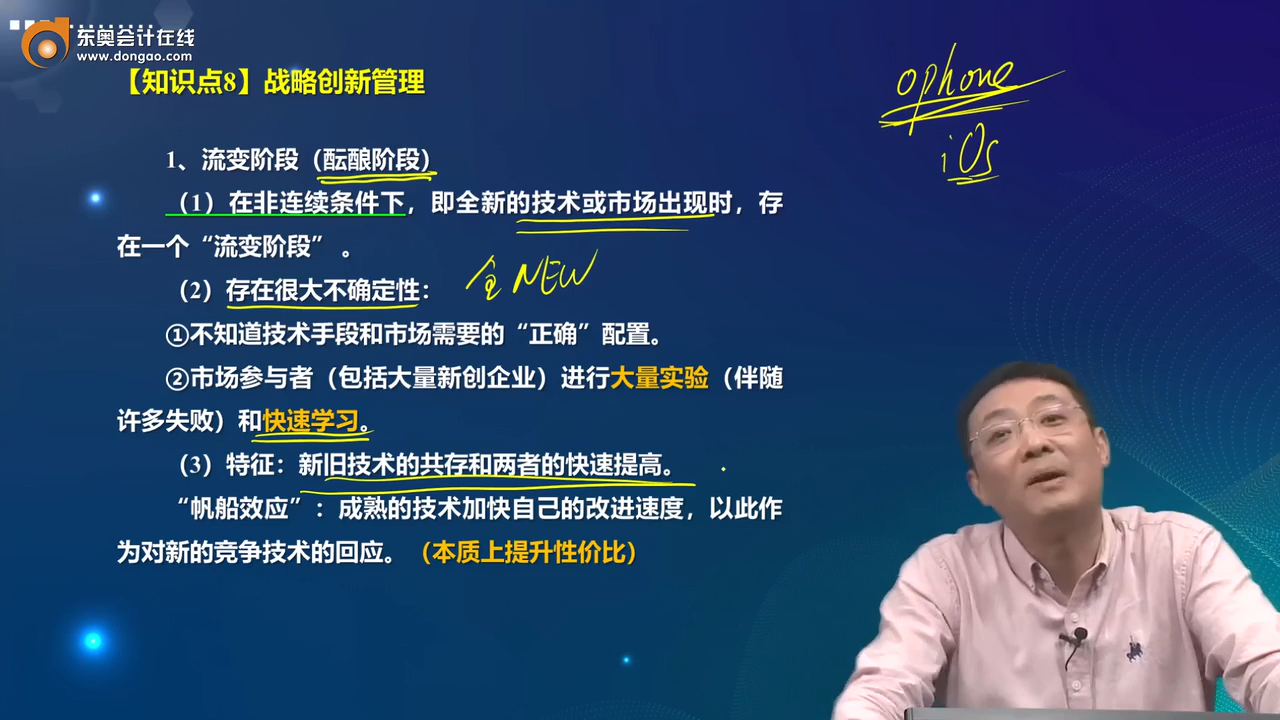 东奥会计在线
www.dongao.com
【知识点8】战略创新管理
ophone
iOs
1、流变阶段（酝酿阶段）
（1）在非连续条件下，即全新的技术或市场出现时，存
在一个“流变阶段”。
（2）存在很大不确定性：
全NEW
①不知道技术手段和市场需要的“正确”配置。
②市场参与者（包括大量新创企业）进行大量实验（伴随
许多失败）和快速学习。
（3）特征：新旧技术的共存和两者的快速提高。
“帆船效应”：成熟的技术加快自己的改进速度，以此作
为对新的竞争技术的回应。（本质上提升性价比）